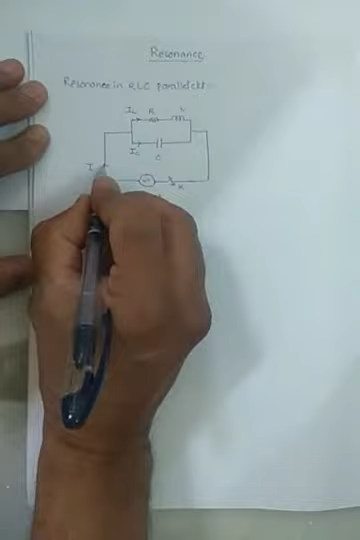 Resonance
Resonance in RLC parallel ckt
IL R L
IC
C
I
K